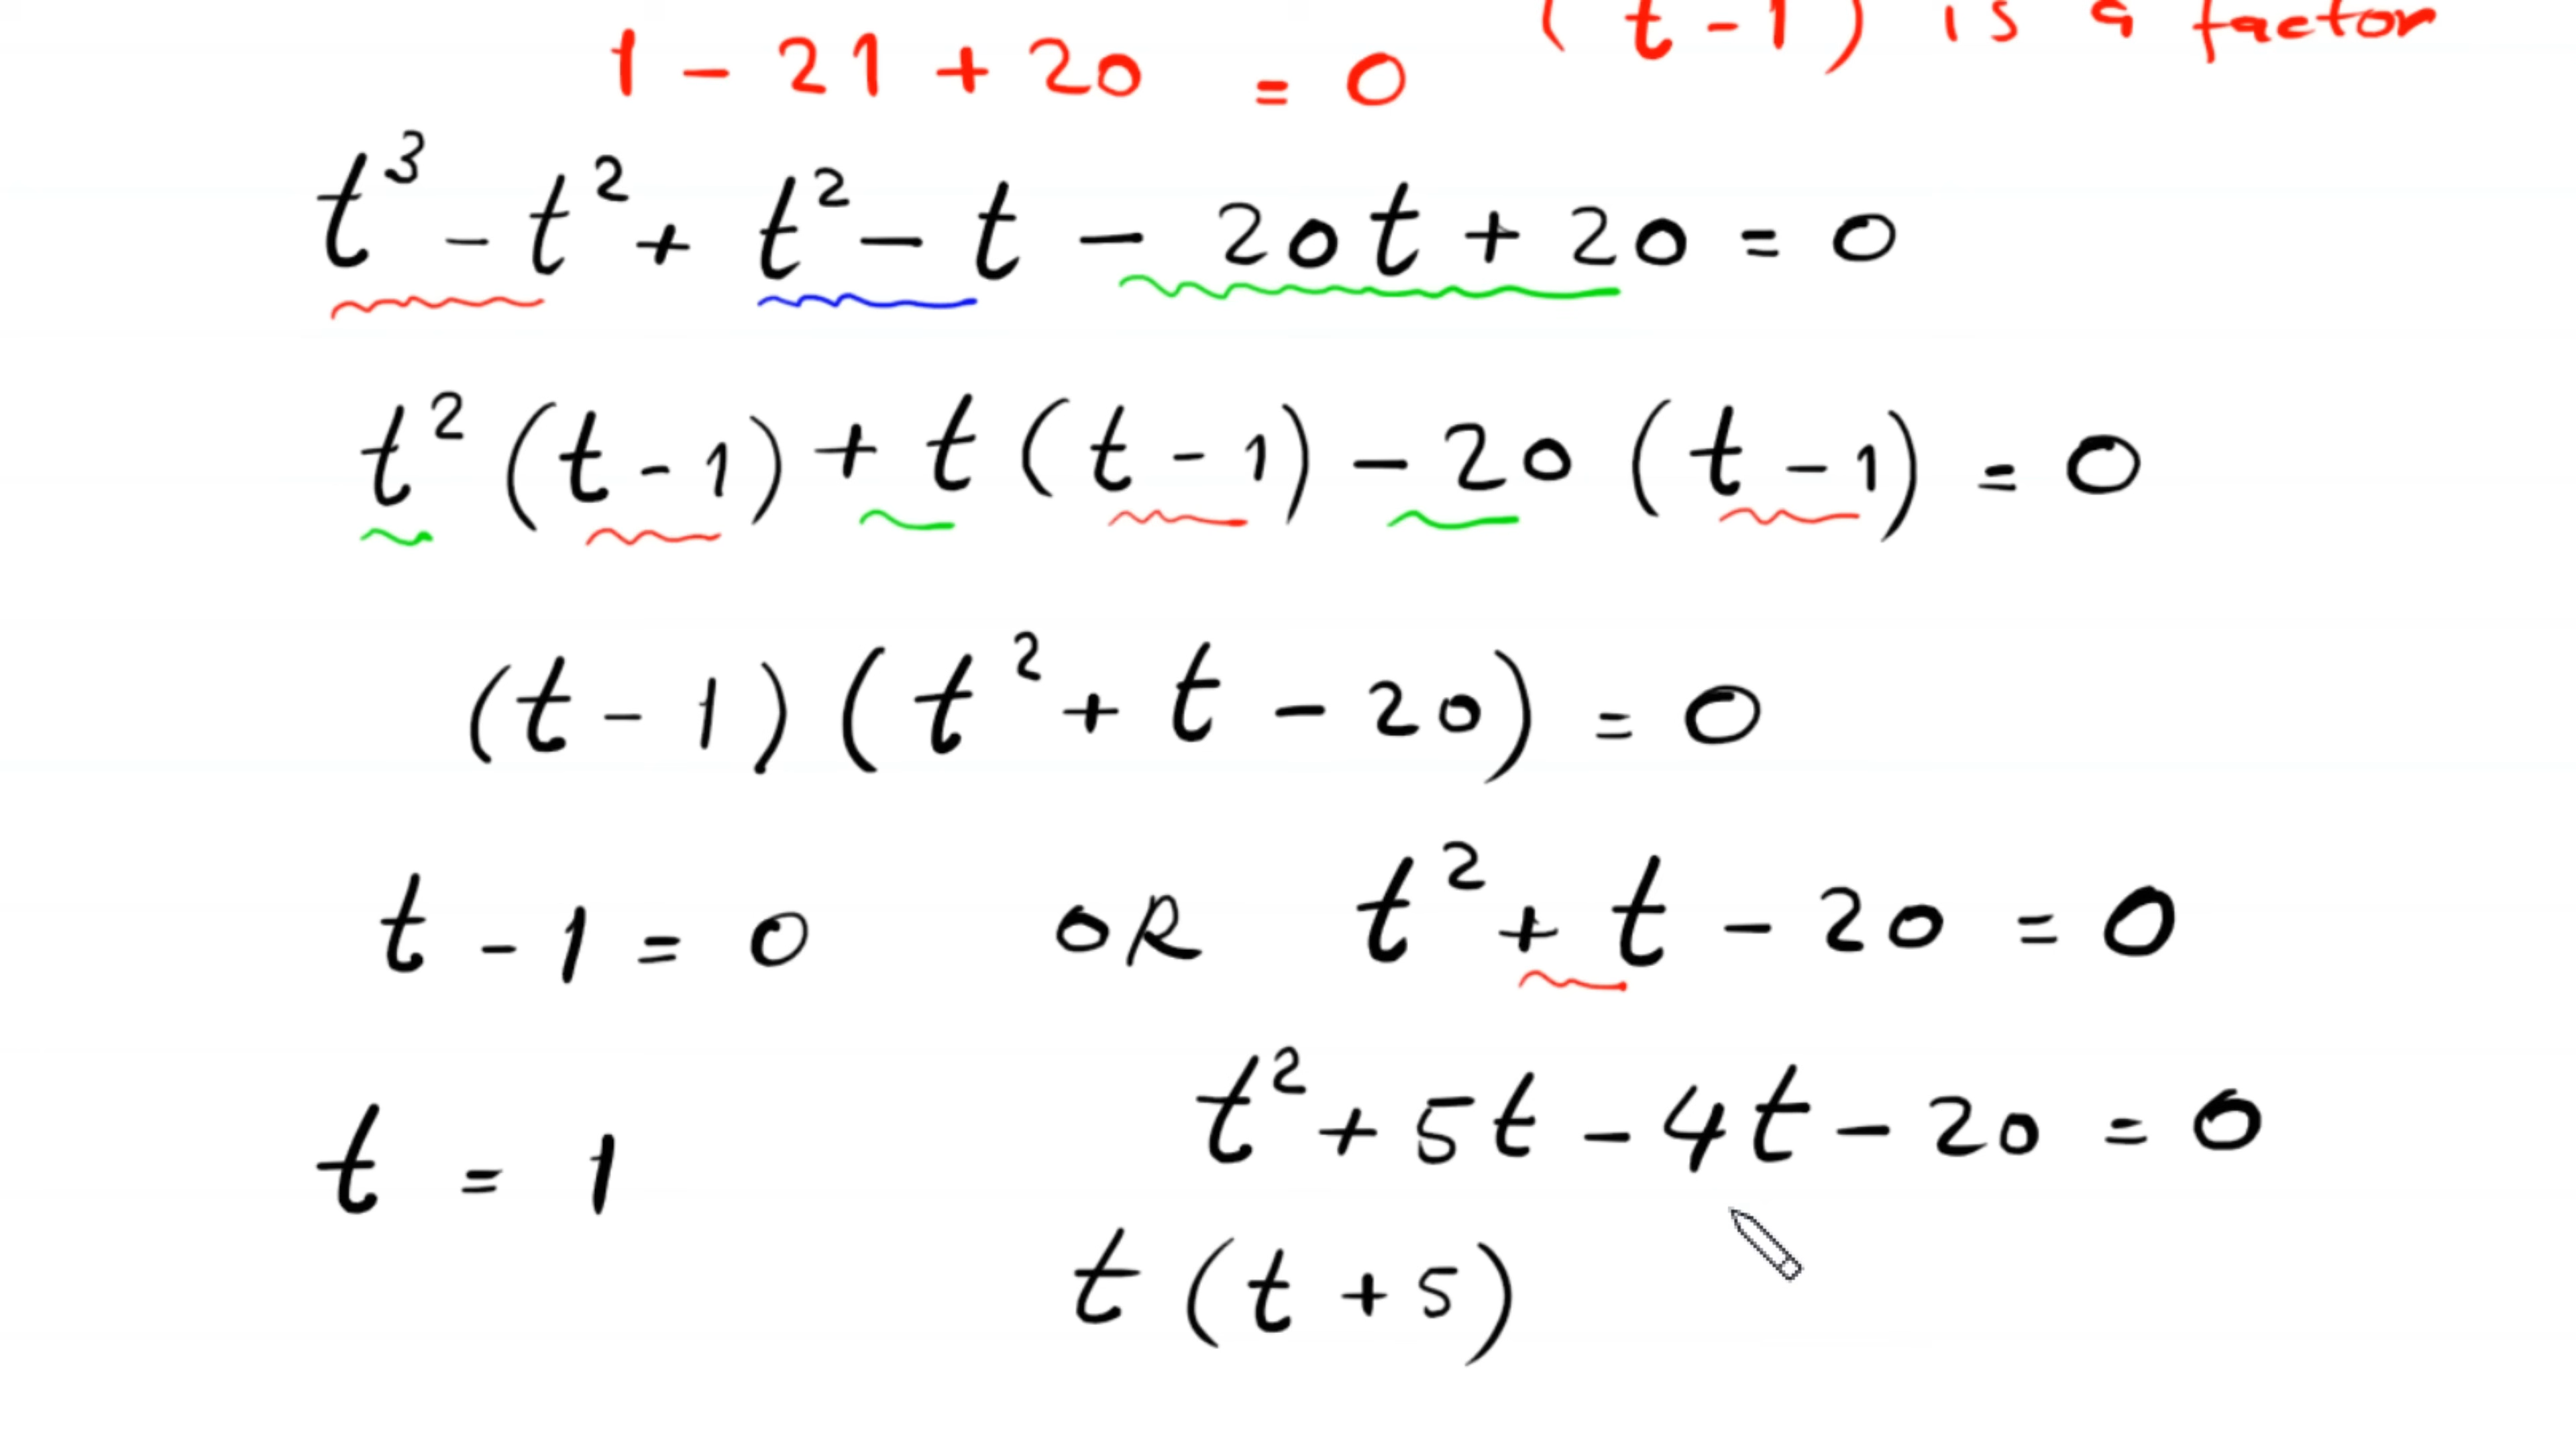 1 - 21 + 20 = 0 (t - 1) is a factor
t³ - t² + t² - t - 20t + 20 = 0
t² (t - 1) + t (t - 1) - 20 (t - 1) = 0
(t - 1) (t² + t - 20) = 0
t - 1 = 0 OR t² + t - 20 = 0
t = 1 t² + 5t - 4t - 20 = 0
t (t + 5)